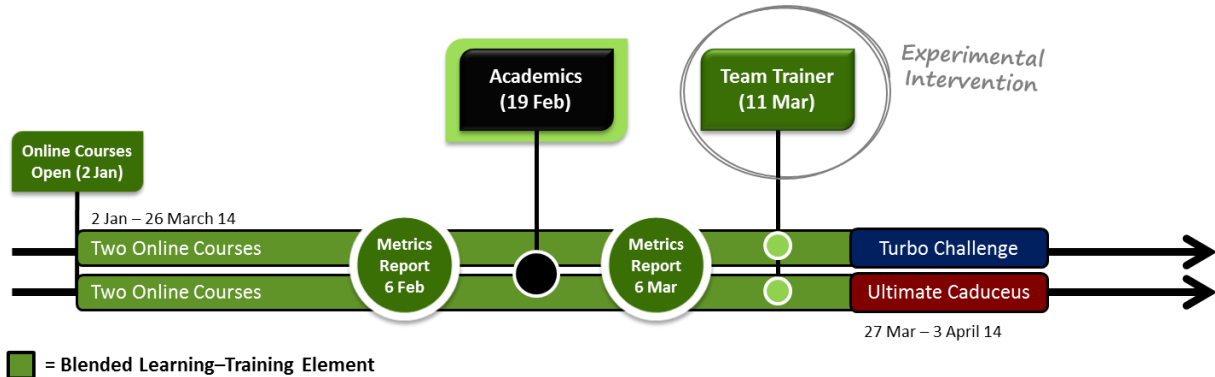 Experimental
Intervention
Academics
(19 Feb)
Team Trainer
(11 Mar)
Online Courses
Open (2 Jan)
2 Jan – 26 March 14
Two Online Courses
Metrics
Report
6 Feb
Metrics
Report
6 Mar
Turbo Challenge
Two Online Courses
Ultimate Caduceus
27 Mar – 3 April 14
= Blended Learning–Training Element